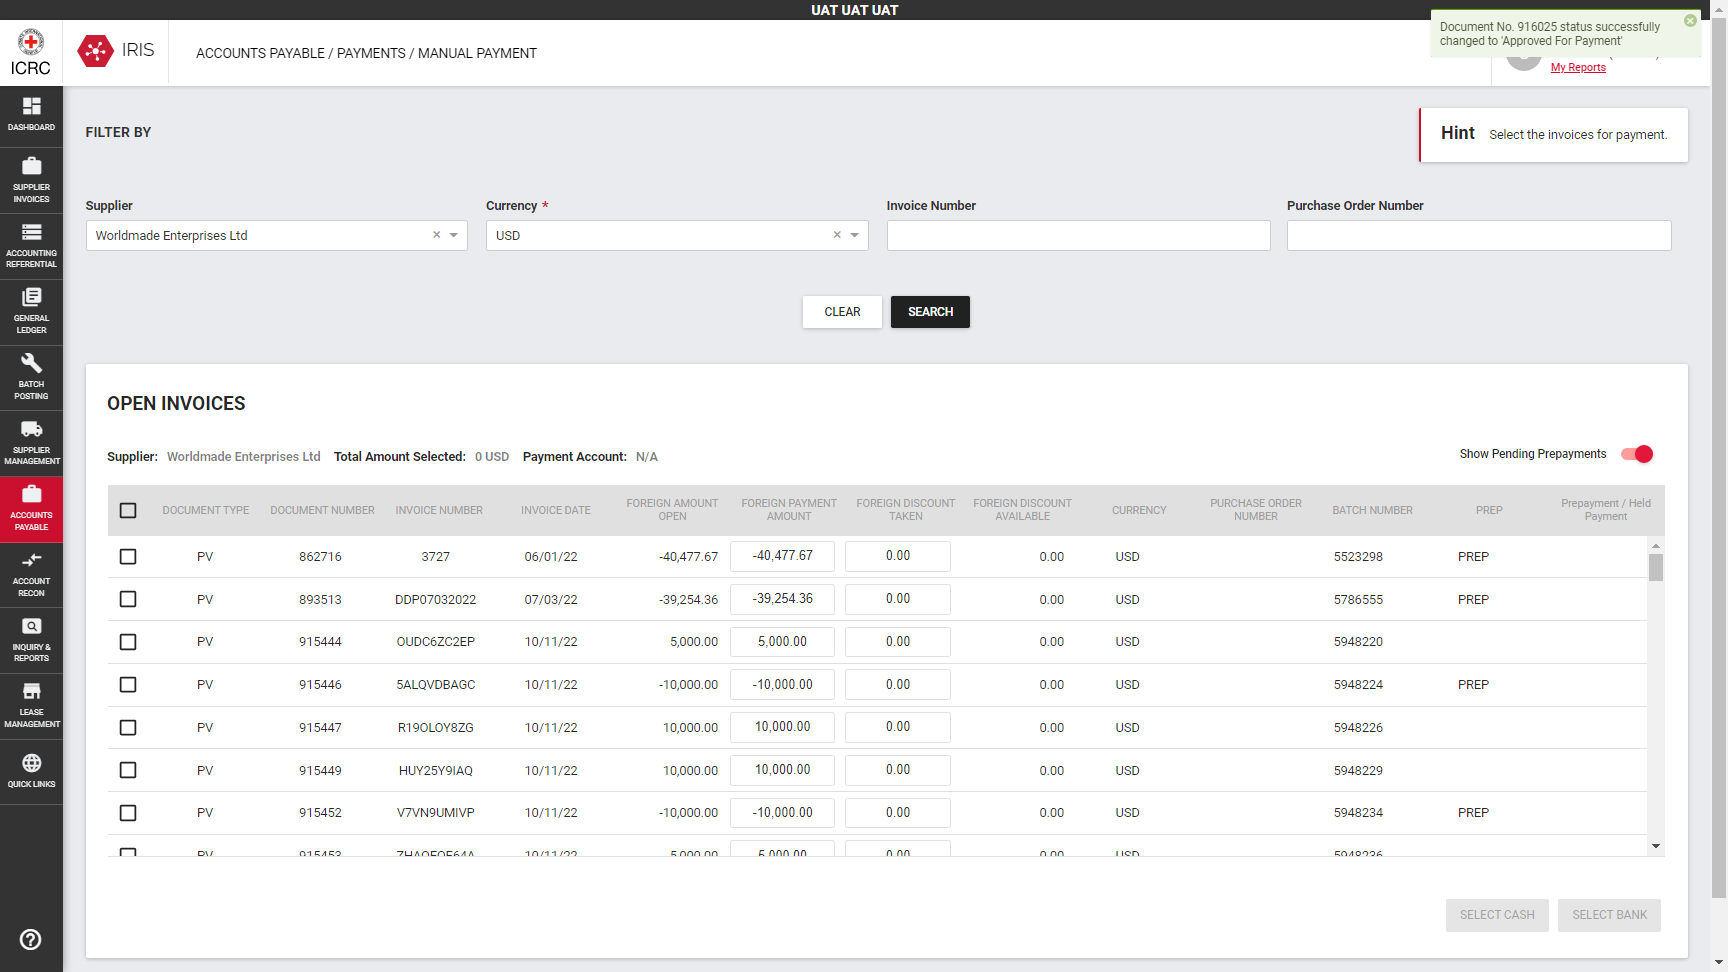 UAT UAT UAT
ICRC
IRIS
ACCOUNTS PAYABLE / PAYMENTS / MANUAL PAYMENT
Document No. 916025 status successfully
changed to 'Approved For Payment'
My Reports
DASHBOARD
SUPPLIER
INVOICES
ACCOUNTING
REFERENTIAL
GENERAL
LEDGER
BATCH
POSTING
SUPPLIER
MANAGEMENT
ACCOUNTS
PAYABLE
ACCOUNT
RECON
INQUIRY &
REPORTS
LEASE
MANAGEMENT
QUICK LINKS
FILTER BY
Hint Select the invoices for payment.
Supplier Currency * Invoice Number Purchase Order Number
Worldmade Enterprises Ltd USD
CLEAR SEARCH
OPEN INVOICES
Supplier: Worldmade Enterprises Ltd Total Amount Selected: 0 USD Payment Account: N/A Show Pending Prepayments
DOCUMENT TYPE DOCUMENT NUMBER INVOICE NUMBER INVOICE DATE FOREIGN AMOUNT OPEN FOREIGN PAYMENT AMOUNT FOREIGN DISCOUNT TAKEN FOREIGN DISCOUNT AVAILABLE CURRENCY PURCHASE ORDER NUMBER BATCH NUMBER PREP Prepayment / Held Payment
PV 862716 3727 06/01/22 -40,477.67 -40,477.67 0.00 0.00 USD 5523298 PREP
PV 893513 DDP07032022 07/03/22 -39,254.36 -39,254.36 0.00 0.00 USD 5786555 PREP
PV 915444 OUDC6ZC2EP 10/11/22 5,000.00 5,000.00 0.00 0.00 USD 5948220
PV 915446 5ALQVDBAGC 10/11/22 -10,000.00 -10,000.00 0.00 0.00 USD 5948224 PREP
PV 915447 R19OLOY8ZG 10/11/22 10,000.00 10,000.00 0.00 0.00 USD 5948226
PV 915449 HUY25Y9IAQ 10/11/22 10,000.00 10,000.00 0.00 0.00 USD 5948229
PV 915452 V7VN9UMIVP 10/11/22 -10,000.00 -10,000.00 0.00 0.00 USD 5948234 PREP
PV 915453 10/11/22 5,000.00 5,000.00 0.00 0.00 USD 5948236
SELECT CASH SELECT BANK